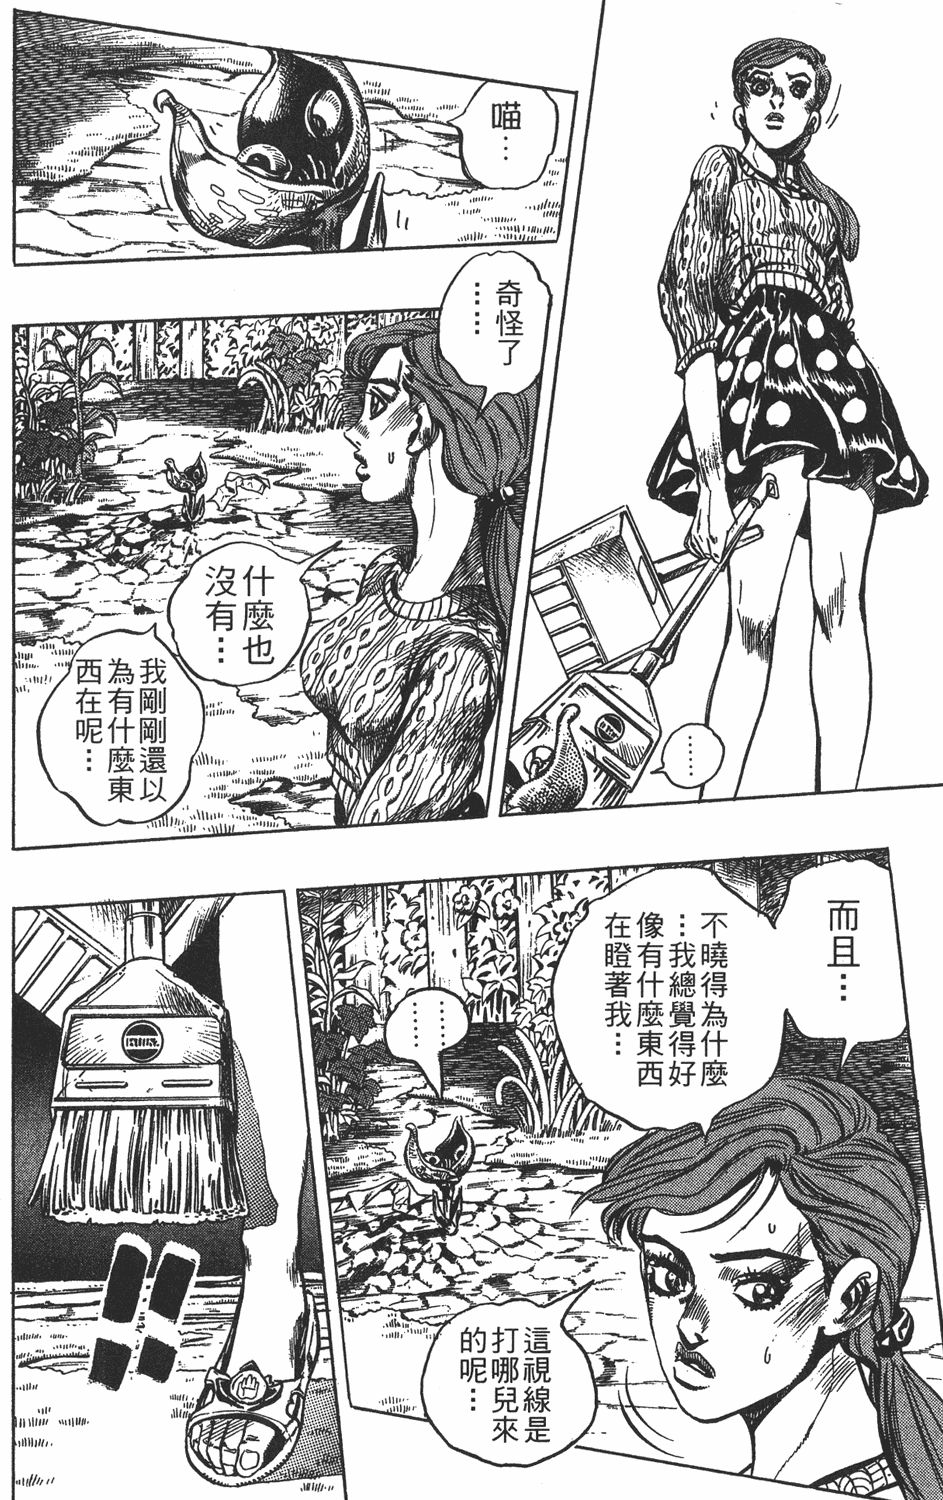 ……
喵…
奇怪了
……
什麼也
沒有…
我剛剛還以
為有什麼東
西在呢…
而且…
不曉得為什麼
…我總覺得好
像有什麼東西
在瞪著我…
……
……
這視線是
打哪兒來
的呢…